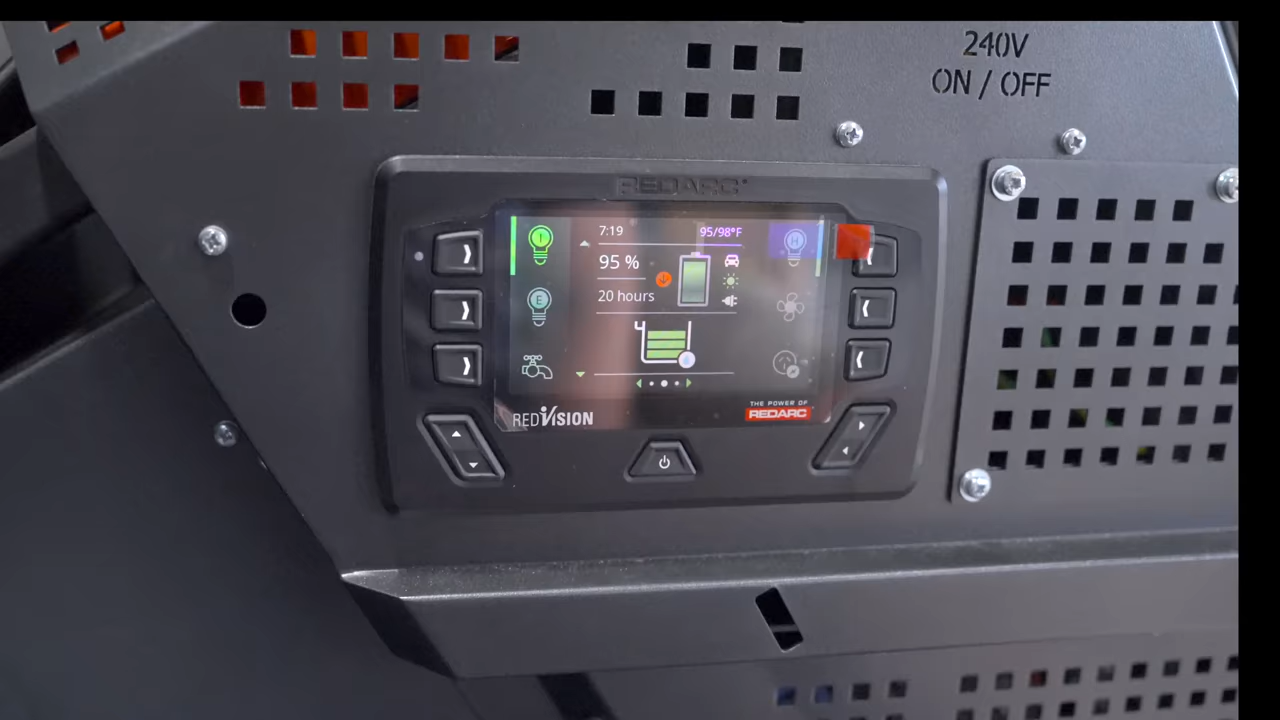 240V
ON / OFF
REDARC
7:19
95/98°F
95 %
20 hours
I
H
E
REDVISION
THE POWER OF
REDARC